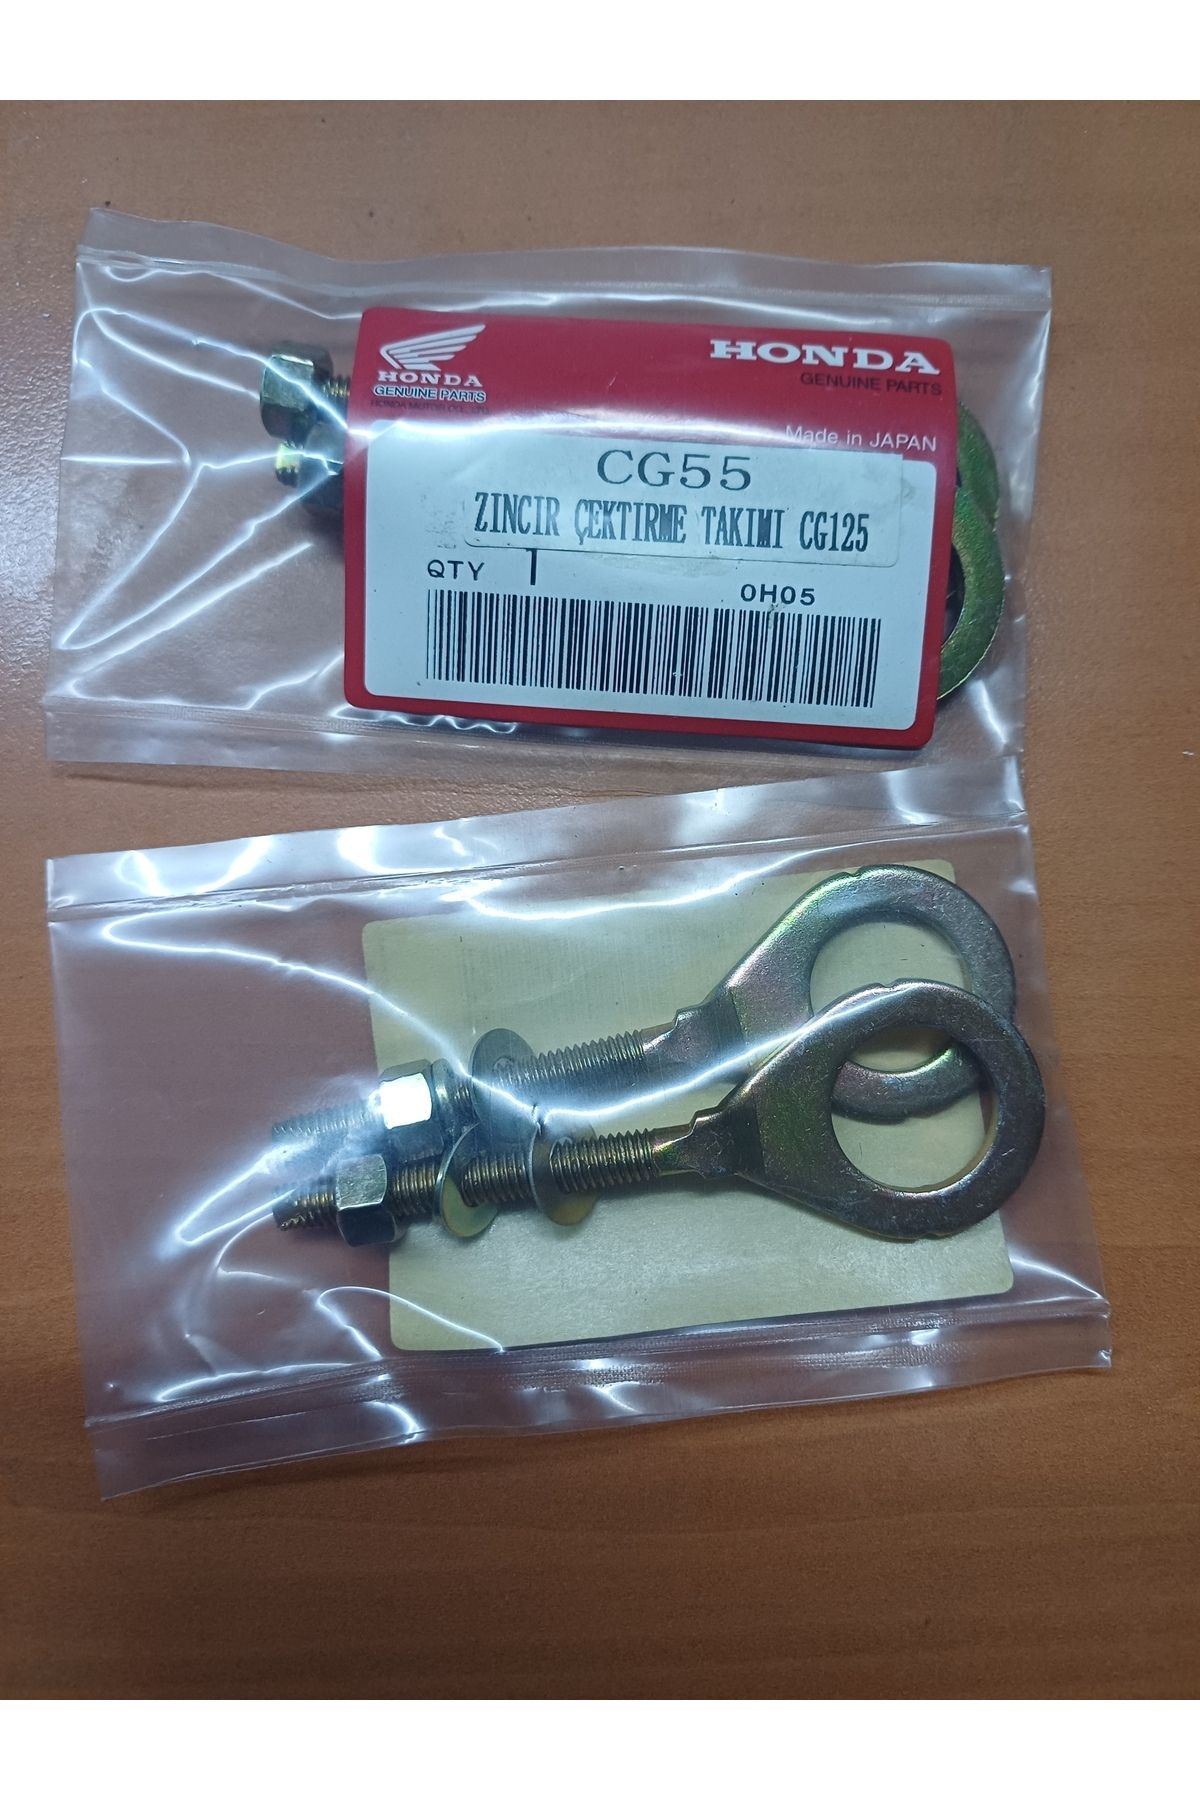 HONDA
GENUINE PARTS
HONDA MOTOR CO., LTD.
HONDA
GENUINE PARTS
Made in JAPAN
CG55
ZINCIR ÇEKTIRME TAKIMI CG125
QTY 1
0H05